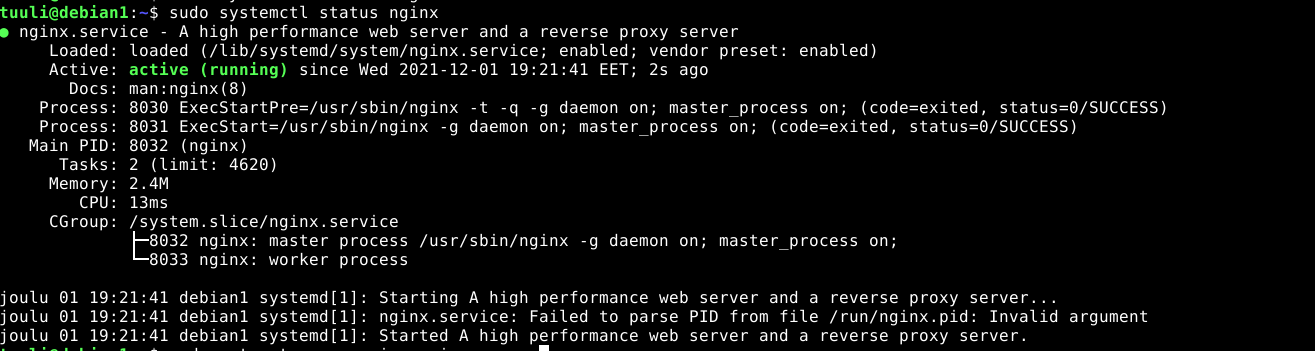 tuuli@debian1:~$ sudo systemctl status nginx
● nginx.service - A high performance web server and a reverse proxy server
     Loaded: loaded (/lib/systemd/system/nginx.service; enabled; vendor preset: enabled)
     Active: active (running) since Wed 2021-12-01 19:21:41 EET; 2s ago
       Docs: man:nginx(8)
    Process: 8030 ExecStartPre=/usr/sbin/nginx -t -q -g daemon on; master_process on; (code=exited, status=0/SUCCESS)
    Process: 8031 ExecStart=/usr/sbin/nginx -g daemon on; master_process on; (code=exited, status=0/SUCCESS)
   Main PID: 8032 (nginx)
      Tasks: 2 (limit: 4620)
     Memory: 2.4M
        CPU: 13ms
     CGroup: /system.slice/nginx.service
             ├─8032 nginx: master process /usr/sbin/nginx -g daemon on; master_process on;
             └─8033 nginx: worker process
joulu 01 19:21:41 debian1 systemd[1]: Starting A high performance web server and a reverse proxy server...
joulu 01 19:21:41 debian1 systemd[1]: nginx.service: Failed to parse PID from file /run/nginx.pid: Invalid argument
joulu 01 19:21:41 debian1 systemd[1]: Started A high performance web server and a reverse proxy server.